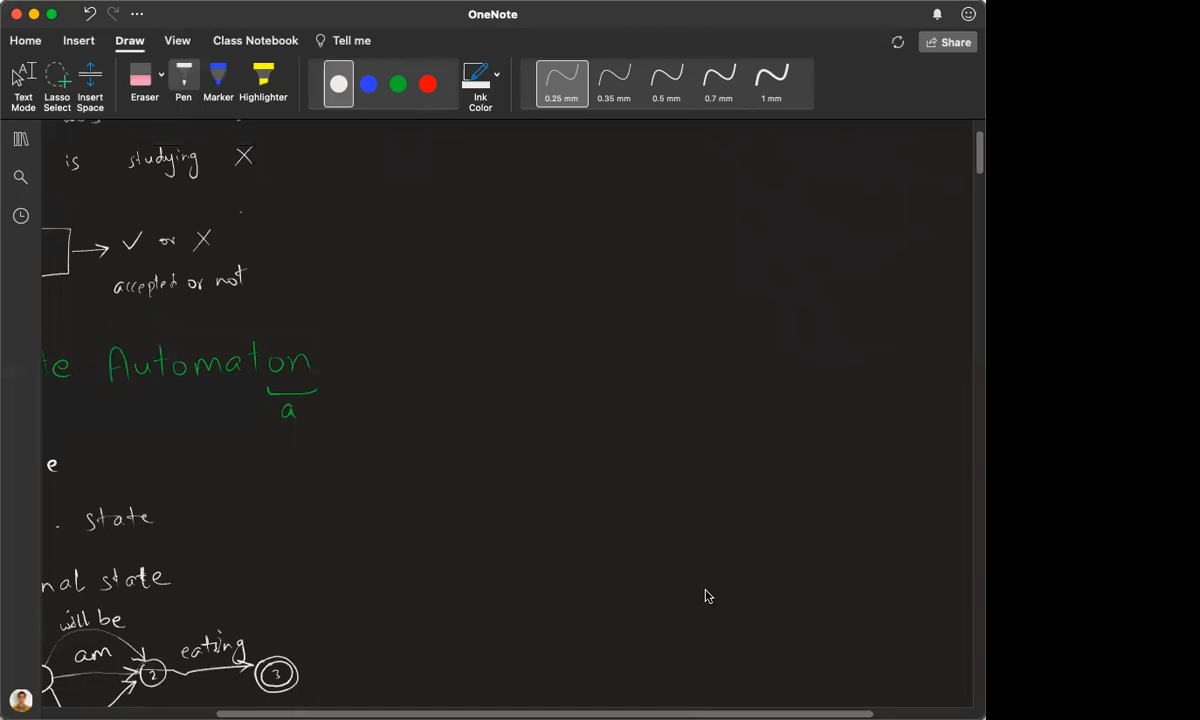 OneNote
Home Insert Draw View Class Notebook Tell me
Share
Text Mode
Lasso Select
Insert Space
Eraser
Pen
Marker
Highlighter
Ink Color
0.25 mm
0.35 mm
0.5 mm
0.7 mm
1 mm
is studying X
✓ or X
accepted or not
te Automaton
a
e
. state
nal state
will be
am
eating
2
3